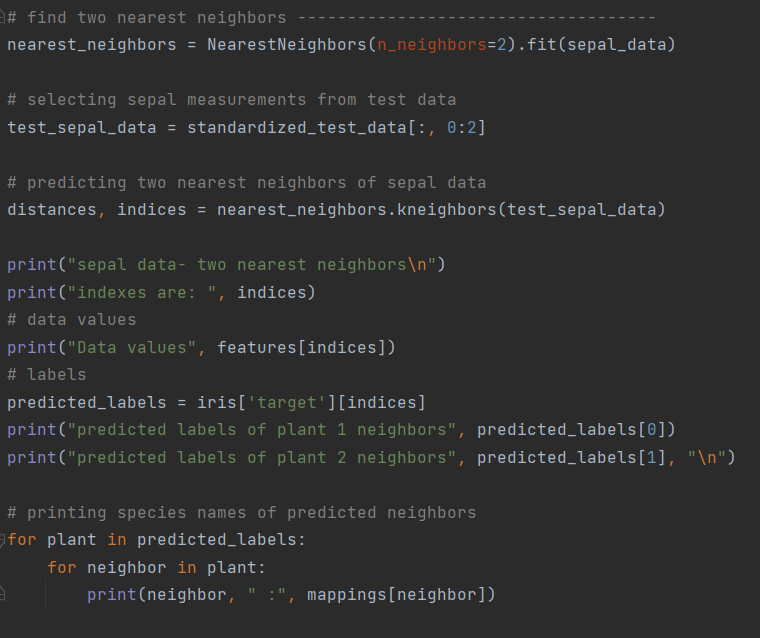 # find two nearest neighbors ------------------------------------
nearest_neighbors = NearestNeighbors(n_neighbors=2).fit(sepal_data)
# selecting sepal measurements from test data
test_sepal_data = standardized_test_data[:, 0:2]
# predicting two nearest neighbors of sepal data
distances, indices = nearest_neighbors.kneighbors(test_sepal_data)
print("sepal data- two nearest neighbors\n")
print("indexes are: ", indices)
# data values
print("Data values", features[indices])
# labels
predicted_labels = iris['target'][indices]
print("predicted labels of plant 1 neighbors", predicted_labels[0])
print("predicted labels of plant 2 neighbors", predicted_labels[1], "\n")
# printing species names of predicted neighbors
for plant in predicted_labels:
    for neighbor in plant:
        print(neighbor, " :", mappings[neighbor])